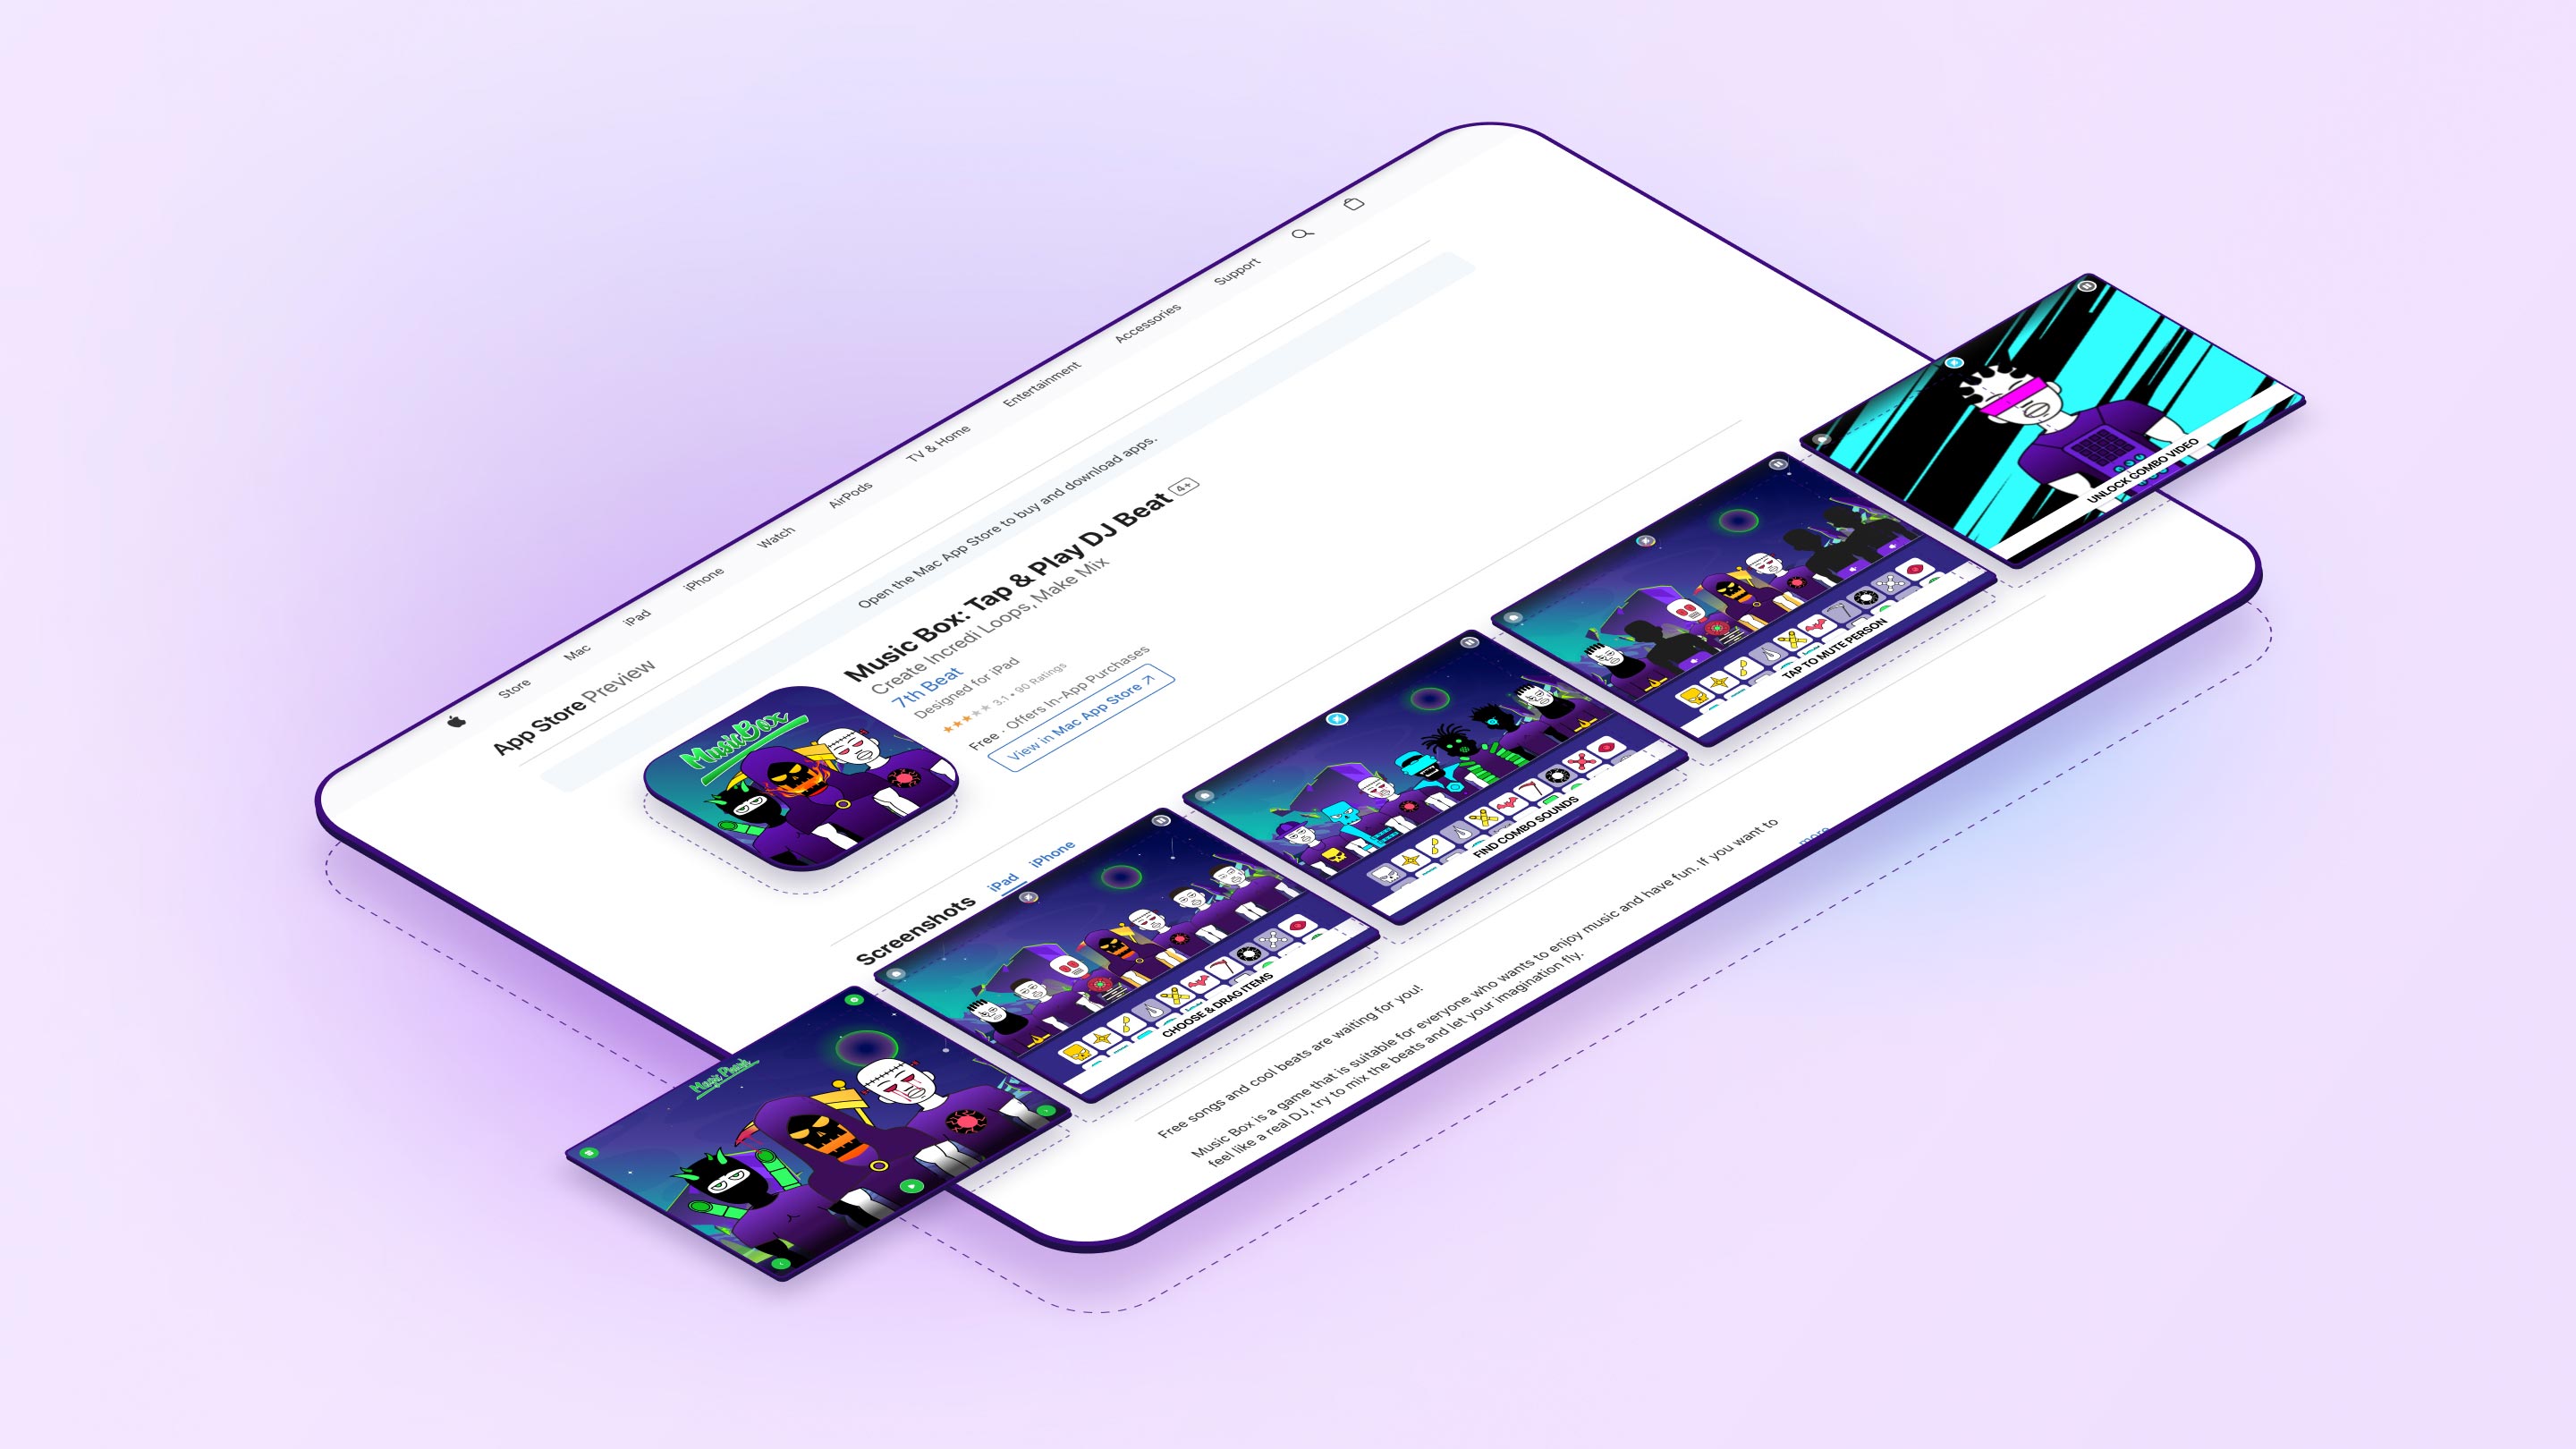 Store
Mac
iPad
iPhone
Watch
AirPods
TV & Home
Entertainment
Accessories
Support
App Store Preview
Open the Mac App Store to buy and download apps.
MusicBox
Music Box: Tap & Play DJ Beat 4+
Create Incredi Loops, Make Mix
7th Beat
Designed for iPad
3.1 • 90 Ratings
Free · Offers In-App Purchases
View in Mac App Store
Screenshots
iPad
iPhone
CHOOSE & DRAG ITEMS
FIND COMBO SOUNDS
TAP TO MUTE PERSON
UNLOCK COMBO VIDEO
Free songs and cool beats are waiting for you!
Music Box is a game that is suitable for everyone who wants to enjoy music and have fun. If you want to
feel like a real DJ, try to mix the beats and let your imagination fly.
more